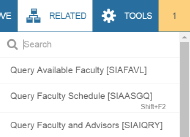 VE RELATED TOOLS 1
Search
Query Available Faculty [SIAFAVL]
Query Faculty Schedule [SIAASGQ]
Shift+F2
Query Faculty and Advisors [SIAIQRY]